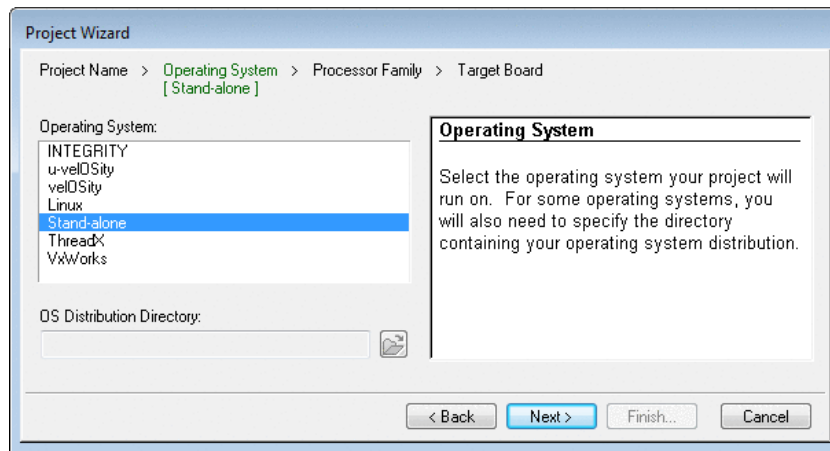 Project Wizard
Project Name > Operating System > Processor Family > Target Board
[ Stand-alone ]
Operating System:
INTEGRITY
u-velOSity
velOSity
Linux
Stand-alone
ThreadX
VxWorks
OS Distribution Directory:
Operating System
Select the operating system your project will
run on. For some operating systems, you
will also need to specify the directory
containing your operating system distribution.
< Back
Next >
Finish...
Cancel